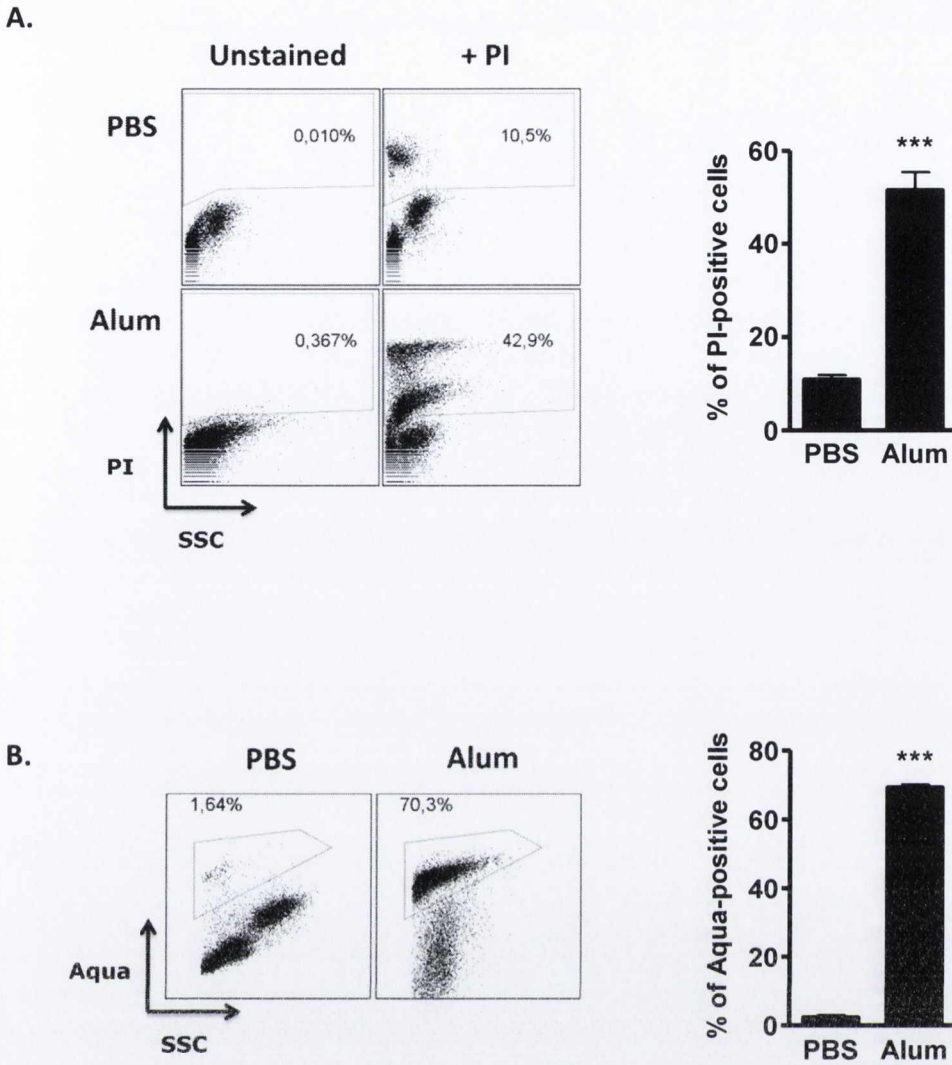 A.
Unstained
+ PI
PBS
0,010%
10,5%
Alum
0,367%
42,9%
PI
SSC
% of PI-positive cells
60
40
20
0
***
PBS
Alum
B.
PBS
Alum
1,64%
70,3%
Aqua
SSC
% of Aqua-positive cells
80
60
40
20
0
***
PBS
Alum